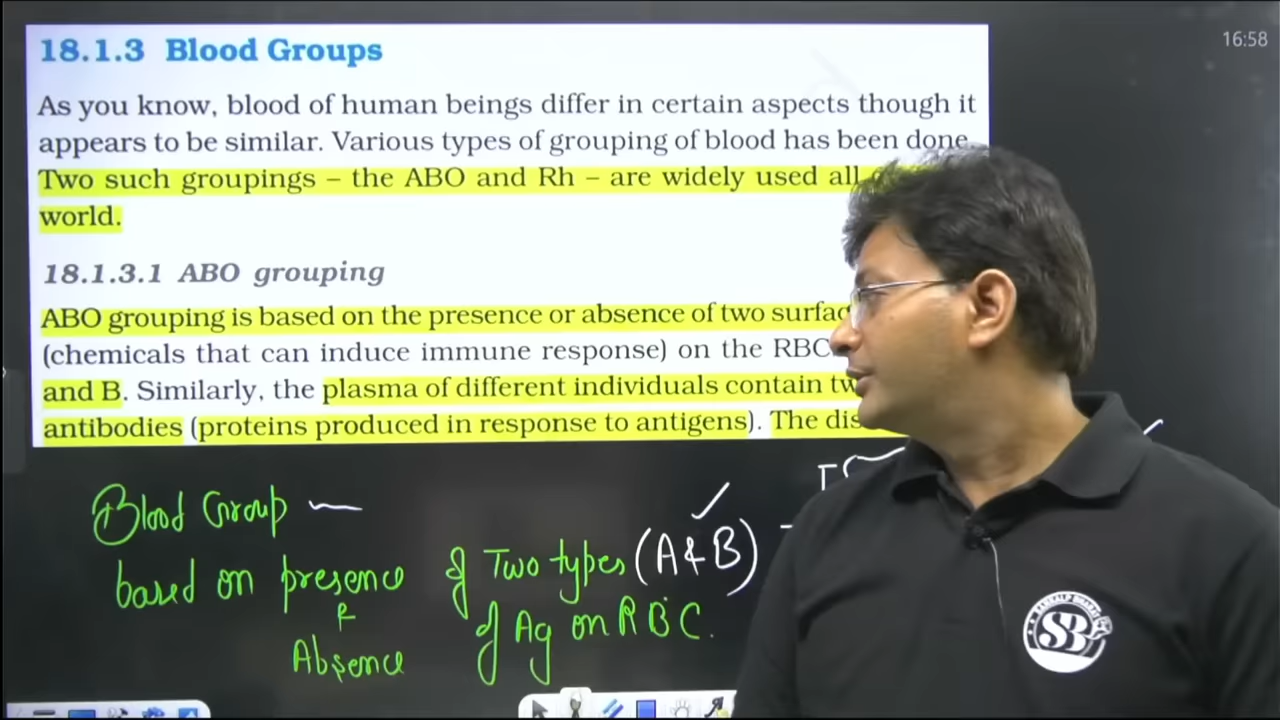 16:58
18.1.3 Blood Groups
As you know, blood of human beings differ in certain aspects though it
appears to be similar. Various types of grouping of blood has been done.
Two such groupings – the ABO and Rh – are widely used all
world.
18.1.3.1 ABO grouping
ABO grouping is based on the presence or absence of two
(chemicals that can induce immune response) on the
and B. Similarly, the plasma of different individuals contain
antibodies (proteins produced in response to antigens). The
Blood Group —
based on presence of Two types (A & B)
&
Absence of Ag on RBC.
SB